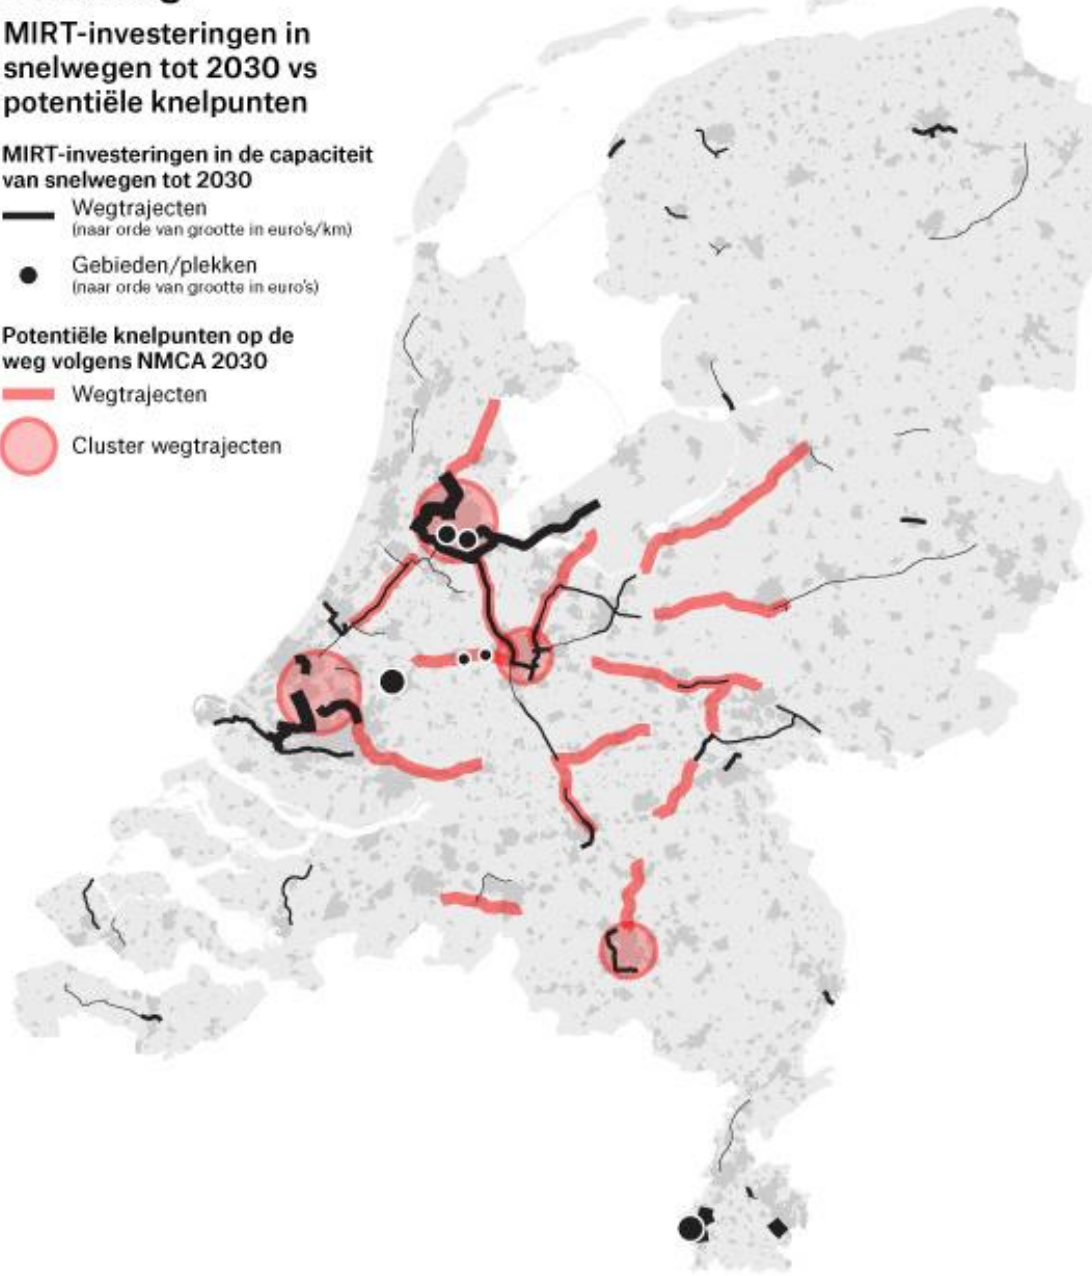 MIRT-investeringen in
snelwegen tot 2030 vs
potentiële knelpunten
MIRT-investeringen in de capaciteit
van snelwegen tot 2030
Wegtrajecten
(naar orde van grootte in euro's/km)
Gebieden/plekken
(naar orde van grootte in euro's)
Potentiële knelpunten op de
weg volgens NMCA 2030
Wegtrajecten
Cluster wegtrajecten